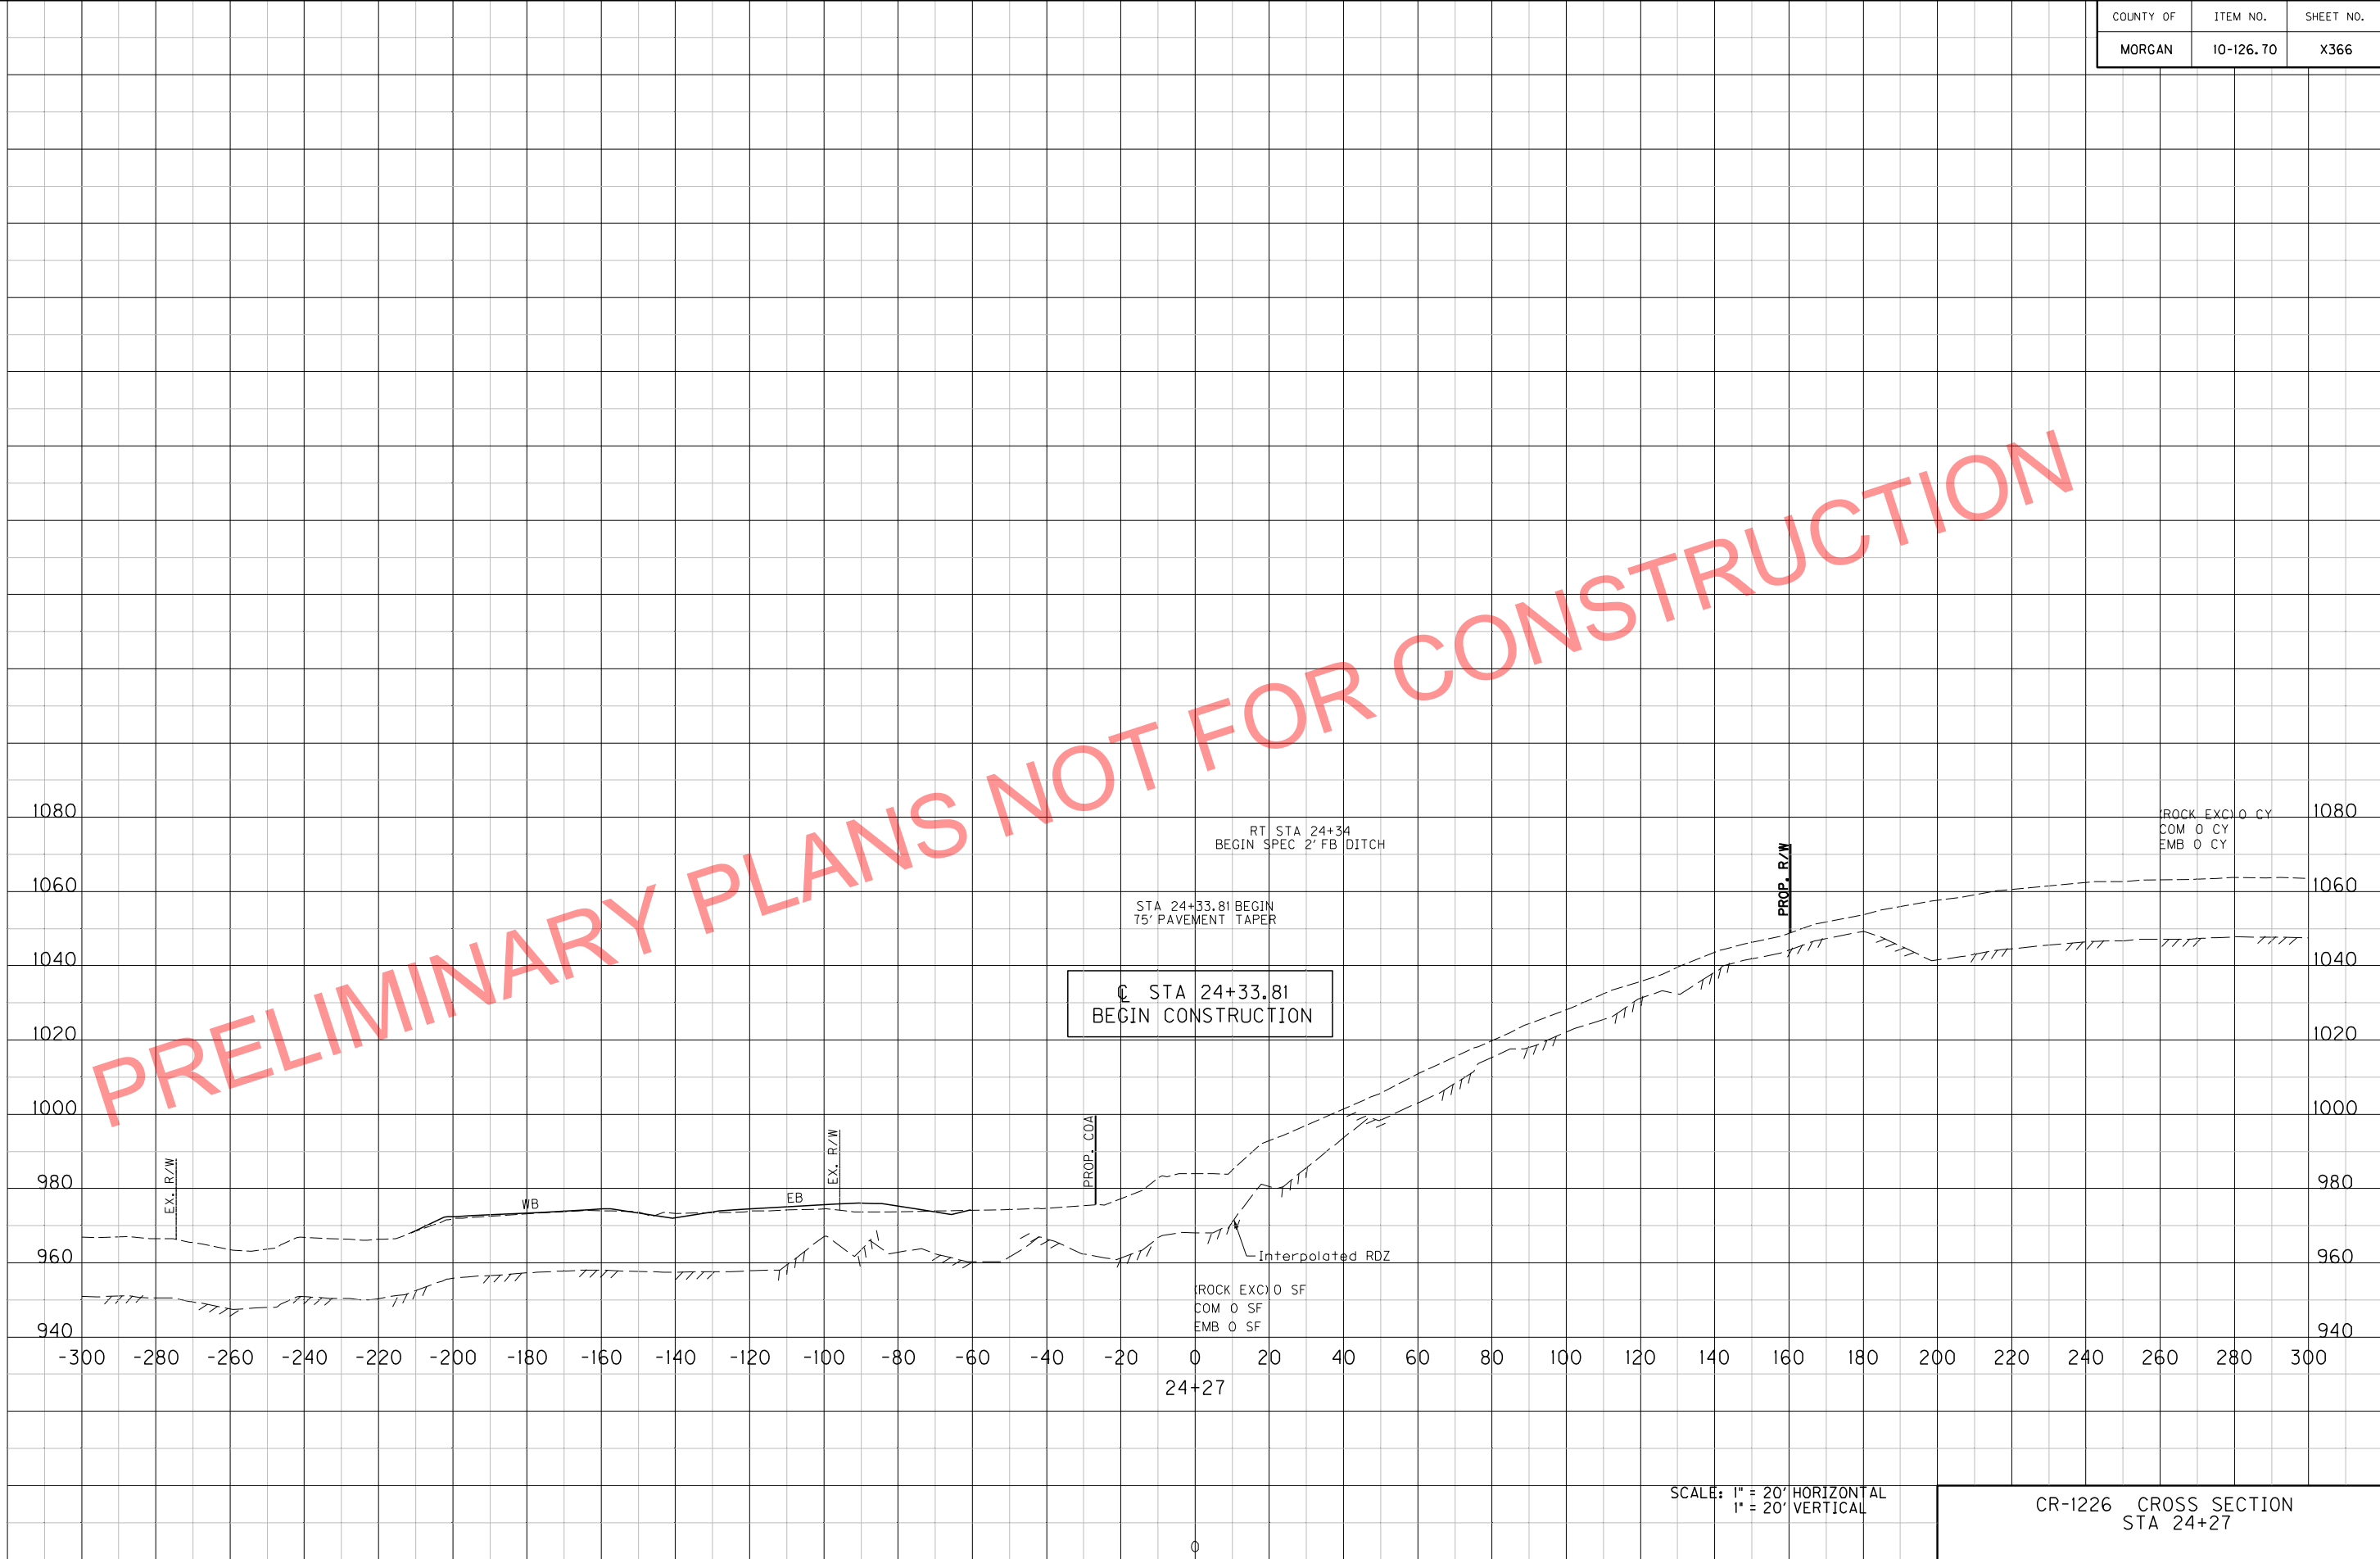 COUNTY OF ITEM NO. SHEET NO.
MORGAN 10-126.70 X366
PRELIMINARY PLANS NOT FOR CONSTRUCTION
1080 1080
1060 1060
1040 1040
1020 1020
1000 1000
980 980
960 960
940 940
(ROCK EXC) 0 CY
COM 0 CY
EMB 0 CY
RT STA 24+34
BEGIN SPEC 2' FB DITCH
PROP. R/W
STA 24+33.81 BEGIN
75' PAVEMENT TAPER
℄ STA 24+33.81
BEGIN CONSTRUCTION
EX. R/W
WB
EB
EX. R/W
PROP. COA
Interpolated RDZ
(ROCK EXC) 0 SF
COM 0 SF
EMB 0 SF
-300 -280 -260 -240 -220 -200 -180 -160 -140 -120 -100 -80 -60 -40 -20 0 20 40 60 80 100 120 140 160 180 200 220 240 260 280 300
24+27
SCALE: 1" = 20' HORIZONTAL
1" = 20' VERTICAL
CR-1226 CROSS SECTION
STA 24+27
0